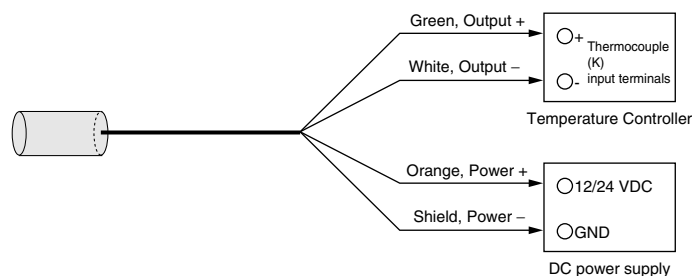 Green, Output +
White, Output –
+ Thermocouple
(K)
- input terminals
Temperature Controller
Orange, Power +
Shield, Power –
12/24 VDC
GND
DC power supply